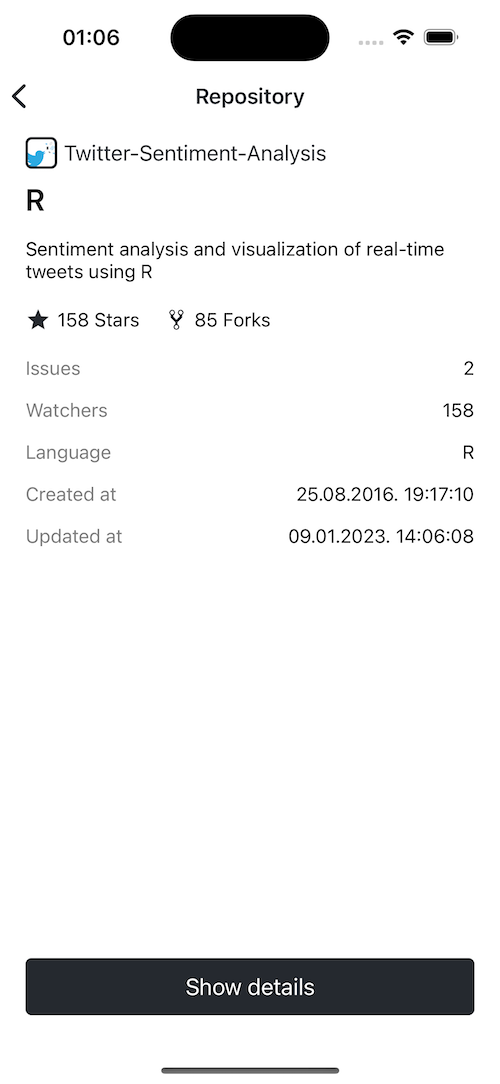 01:06
Repository
Twitter-Sentiment-Analysis
R
Sentiment analysis and visualization of real-time
tweets using R
158 Stars 85 Forks
Issues 2
Watchers 158
Language R
Created at 25.08.2016. 19:17:10
Updated at 09.01.2023. 14:06:08
Show details